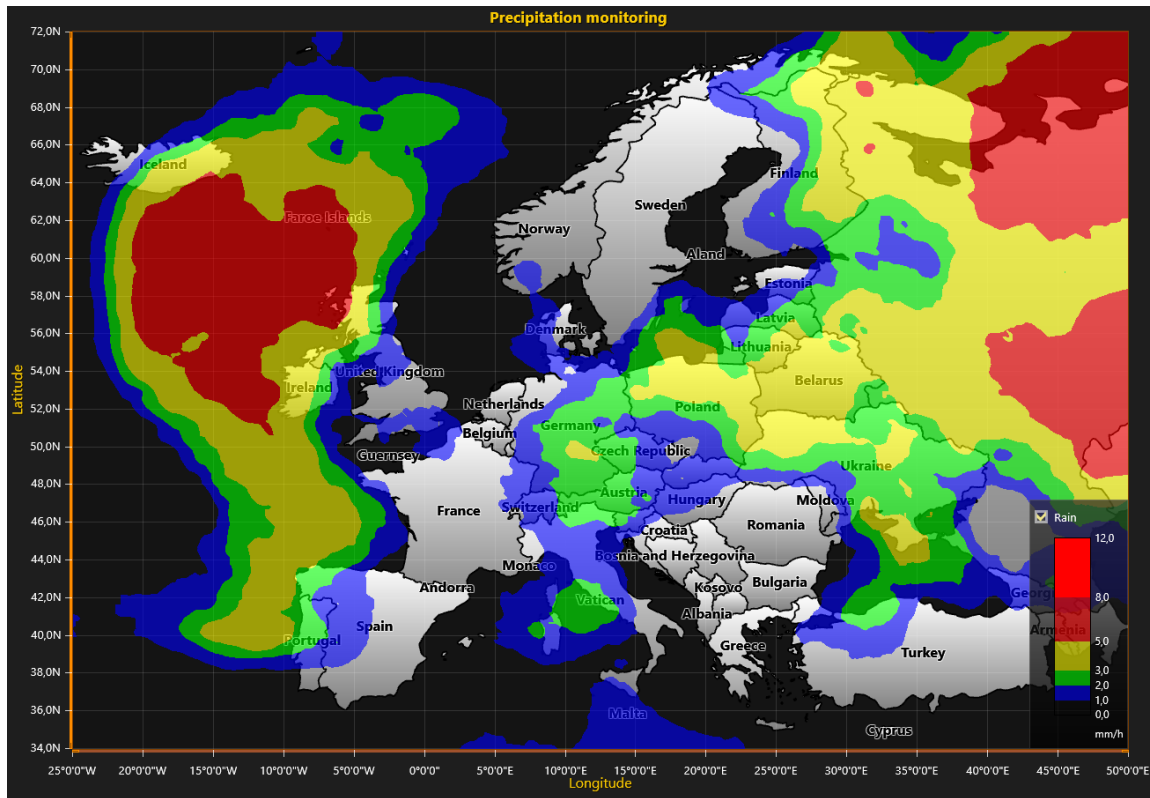 Precipitation monitoring
72,0N
70,0N
68,0N
66,0N
64,0N
62,0N
60,0N
58,0N
56,0N
54,0N
52,0N
50,0N
48,0N
46,0N
44,0N
42,0N
40,0N
38,0N
36,0N
34,0N
Latitude
Iceland
Finland
Sweden
Faroe Islands
Norway
Aland
Estonia
Latvia
Denmark
Lithuania
United Kingdom
Belarus
Ireland
Netherlands
Poland
Germany
Belgium
Czech Republic
Guernsey
Ukraine
Austria
Hungary
Moldova
Switzerland
France
Romania
Croatia
Bosnia and Herzegovina
Monaco
Bulgaria
Andorra
Kosovo
Vatican
Georg
Albania
Spain
Armenia
Portugal
Greece
Turkey
Malta
Cyprus
Rain
12,0
8,0
5,0
3,0
2,0
1,0
0,0
mm/h
25°0'0"W
20°0'0"W
15°0'0"W
10°0'0"W
5°0'0"W
0°0'0"
5°0'0"E
10°0'0"E
15°0'0"E
20°0'0"E
25°0'0"E
30°0'0"E
35°0'0"E
40°0'0"E
45°0'0"E
50°0'0"E
Longitude